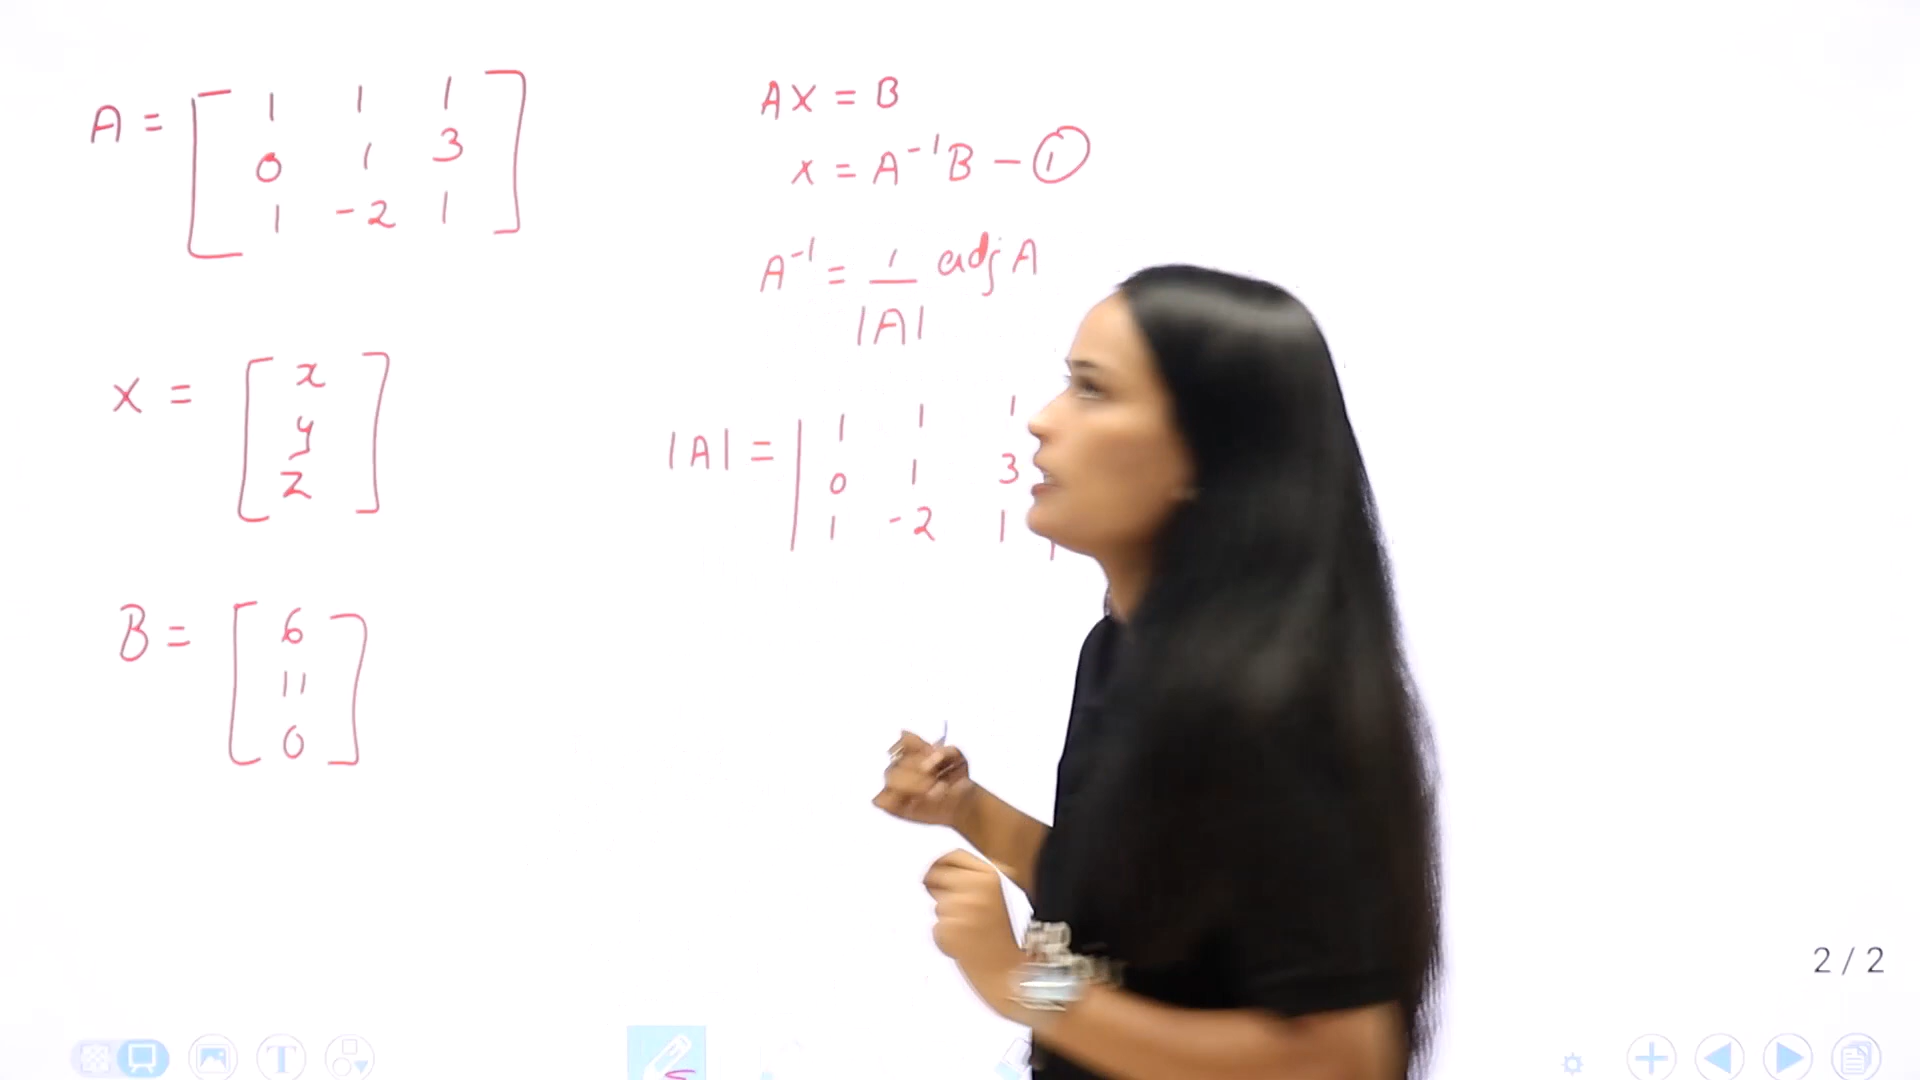 A = [ 1 1 1
0 1 3
1 -2 1 ]
X = [ x
y
z ]
B = [ 6
11
0 ]
AX = B
X = A⁻¹B – ①
A⁻¹ = 1/|A| adj A
|A| = | 1 1 1
0 1 3
1 -2 1 |
2 / 2
T